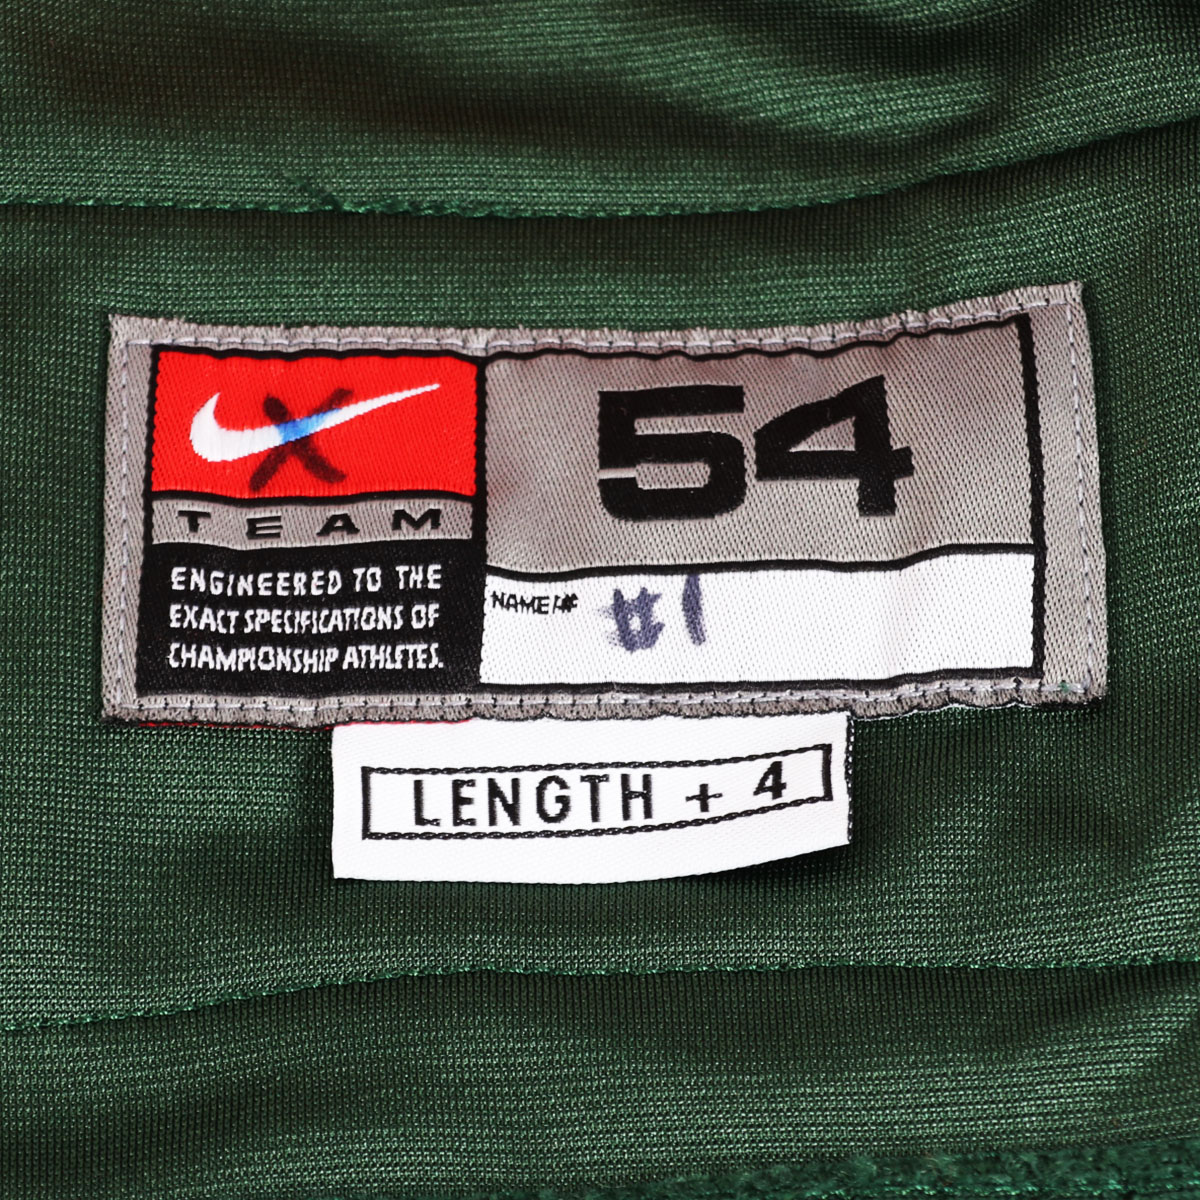 X
TEAM
ENGINEERED TO THE
EXACT SPECIFICATIONS OF
CHAMPIONSHIP ATHLETES.
54
NAME/# #1
LENGTH + 4